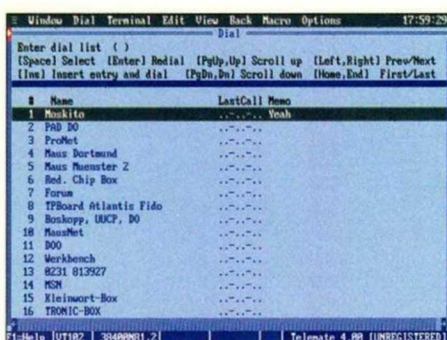 ≡ Window Dial Terminal Edit View Back Macro Options 17:59:29
Dial
Enter dial list ( )
[Space] Select [Enter] Redial [PgUp,Up] Scroll up [Left,Right] Prev/Next
[Ins] Insert entry and dial [PgDn,Dn] Scroll down [Home,End] First/Last
# Name LastCall Memo
1 Moskito ..-..-.. Yeah
2 PAD DO ..-..-..
3 ProNet ..-..-..
4 Maus Dortmund ..-..-..
5 Maus Muenster 2 ..-..-..
6 Red. Chip Box ..-..-..
7 Forum ..-..-..
8 TPBoard Atlantis Fido ..-..-..
9 Boskopp, UUCP, DO ..-..-..
10 MausNet ..-..-..
11 DOO ..-..-..
12 Verkbench ..-..-..
13 0231 813927 ..-..-..
14 MSN ..-..-..
15 Kleinwort-Box ..-..-..
16 TRONIC-BOX ..-..-..
F1=Help VT102 38400N81.2 Telemate 4.00 [UNREGISTERED]